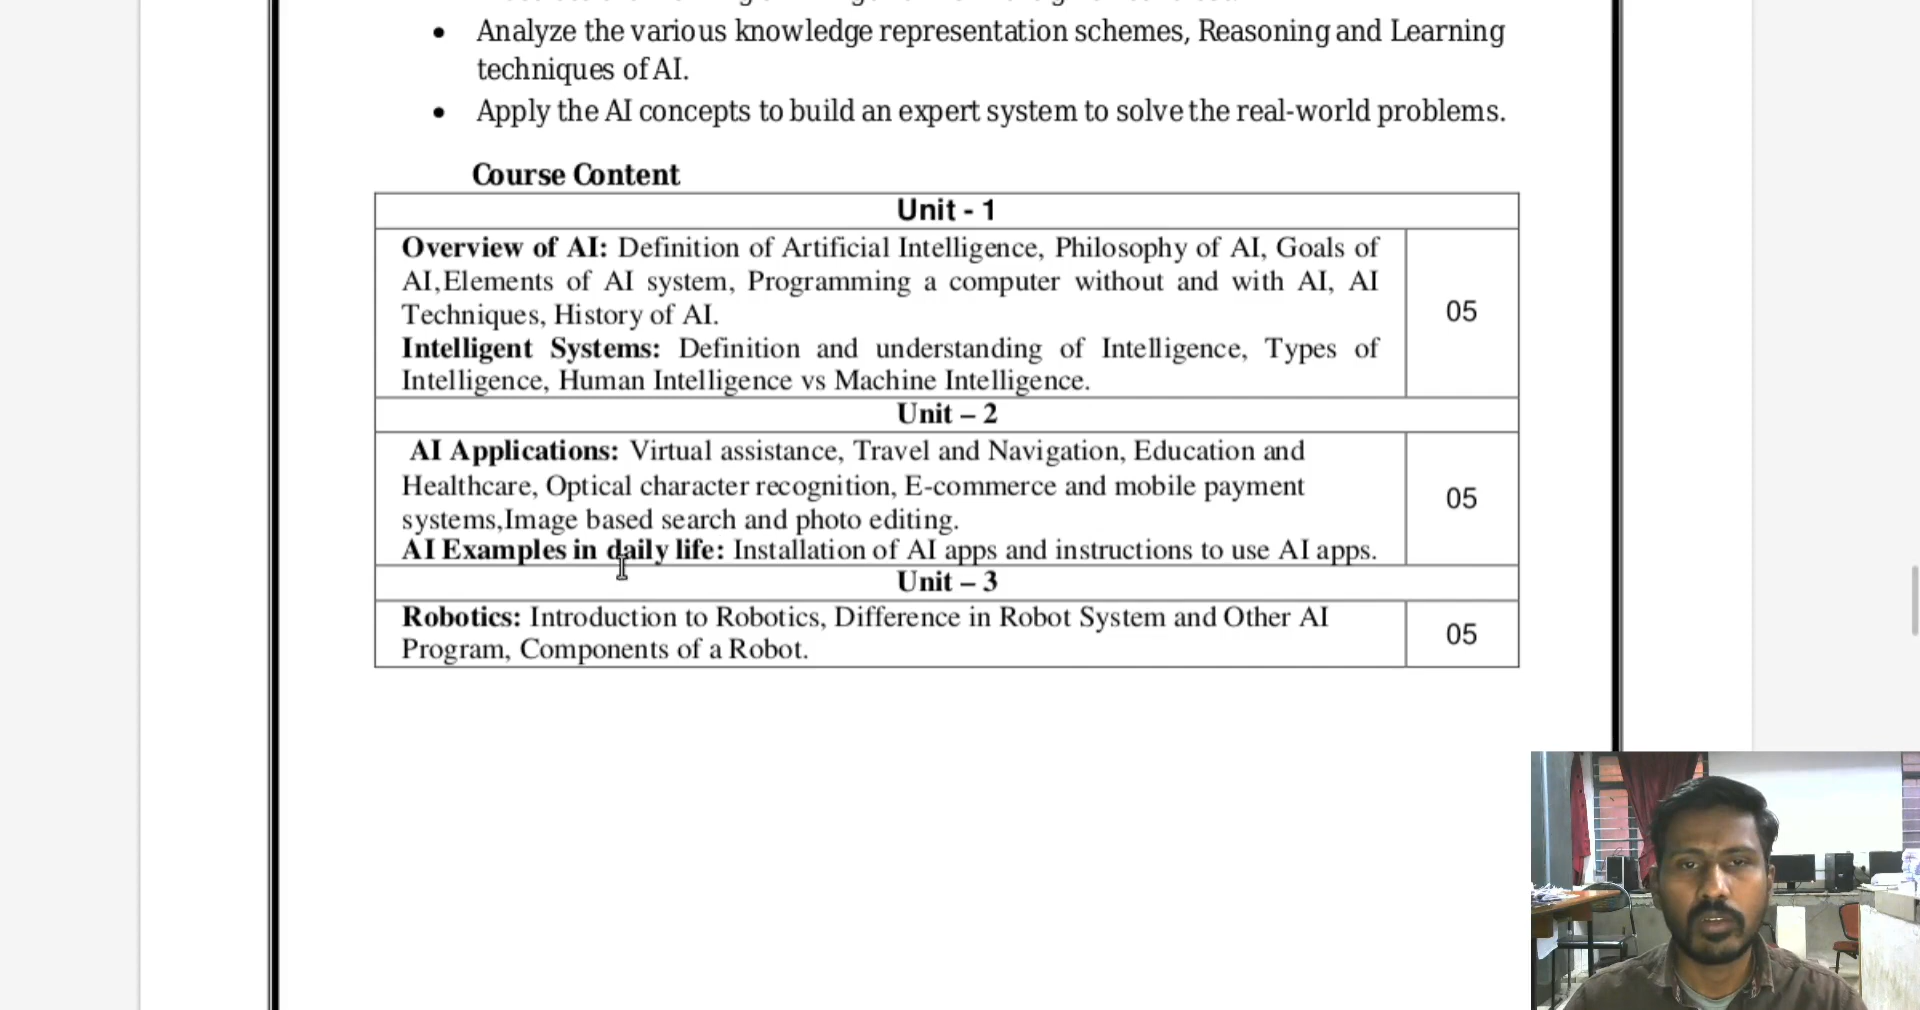 Analyze the various knowledge representation schemes, Reasoning and Learning
techniques of AI.
Apply the AI concepts to build an expert system to solve the real-world problems.
Course Content
Unit - 1
Overview of AI: Definition of Artificial Intelligence, Philosophy of AI, Goals of
AI,Elements of AI system, Programming a computer without and with AI, AI
Techniques, History of AI.
Intelligent Systems: Definition and understanding of Intelligence, Types of
Intelligence, Human Intelligence vs Machine Intelligence.
05
Unit – 2
AI Applications: Virtual assistance, Travel and Navigation, Education and
Healthcare, Optical character recognition, E-commerce and mobile payment
systems,Image based search and photo editing.
AI Examples in daily life: Installation of AI apps and instructions to use AI apps.
05
Unit – 3
Robotics: Introduction to Robotics, Difference in Robot System and Other AI
Program, Components of a Robot.
05